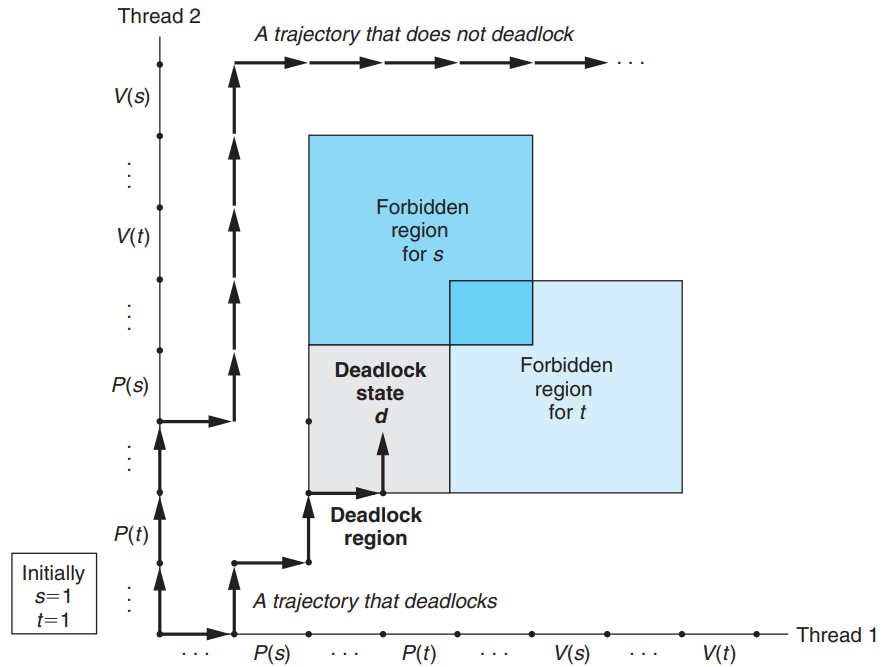 Thread 2
A trajectory that does not deadlock
. . .
V(s)
. . .
Forbidden
region
for s
V(t)
. . .
Forbidden
region
for t
Deadlock
state
d
P(s)
. . .
Deadlock
region
P(t)
Initially
s=1
t=1
. . .
A trajectory that deadlocks
Thread 1
. . . P(s) . . . P(t) . . . V(s) . . . V(t)